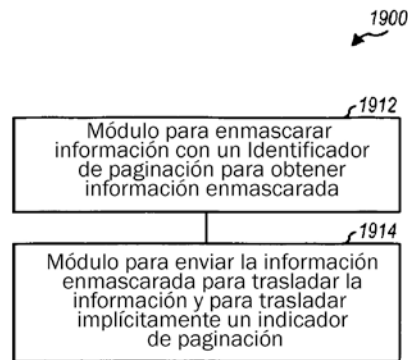 1900
1912
Módulo para enmascarar
información con un Identificador
de paginación para obtener
información enmascarada
1914
Módulo para enviar la información
enmascarada para trasladar la
información y para trasladar
implícitamente un indicador
de paginación